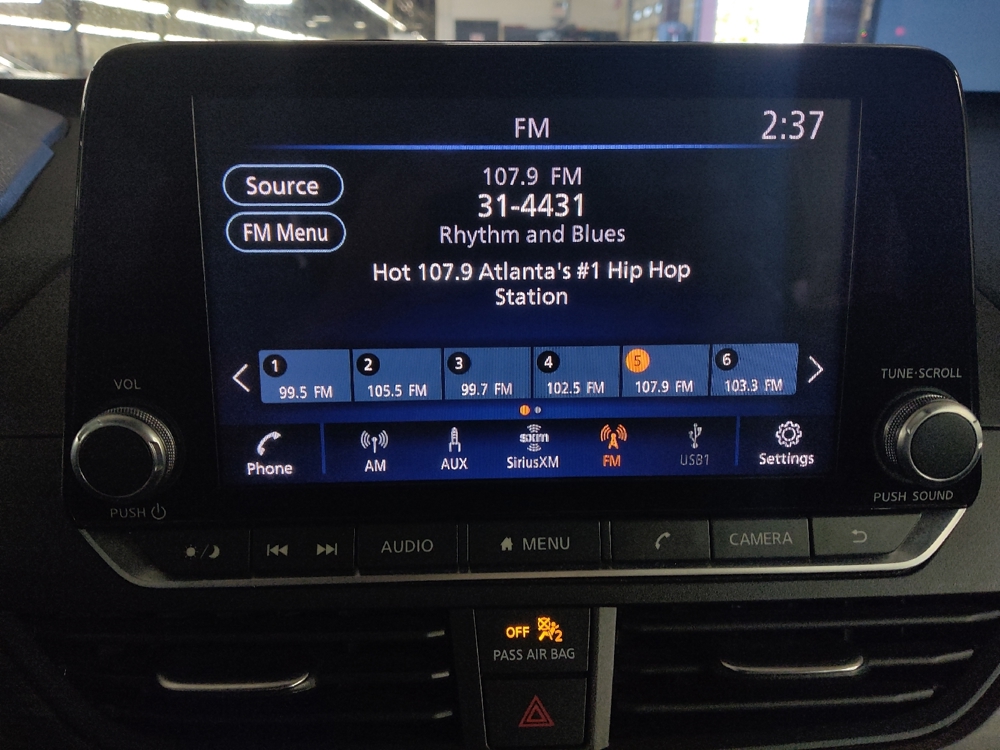 FM
2:37
Source
FM Menu
107.9 FM
31-4431
Rhythm and Blues
Hot 107.9 Atlanta's #1 Hip Hop
Station
1
99.5 FM
2
105.5 FM
3
99.7 FM
4
102.5 FM
5
107.9 FM
6
103.3 FM
Phone
AM
AUX
sxm
SiriusXM
FM
USB1
Settings
VOL
PUSH
TUNE·SCROLL
PUSH SOUND
AUDIO
MENU
CAMERA
OFF
2
PASS AIR BAG